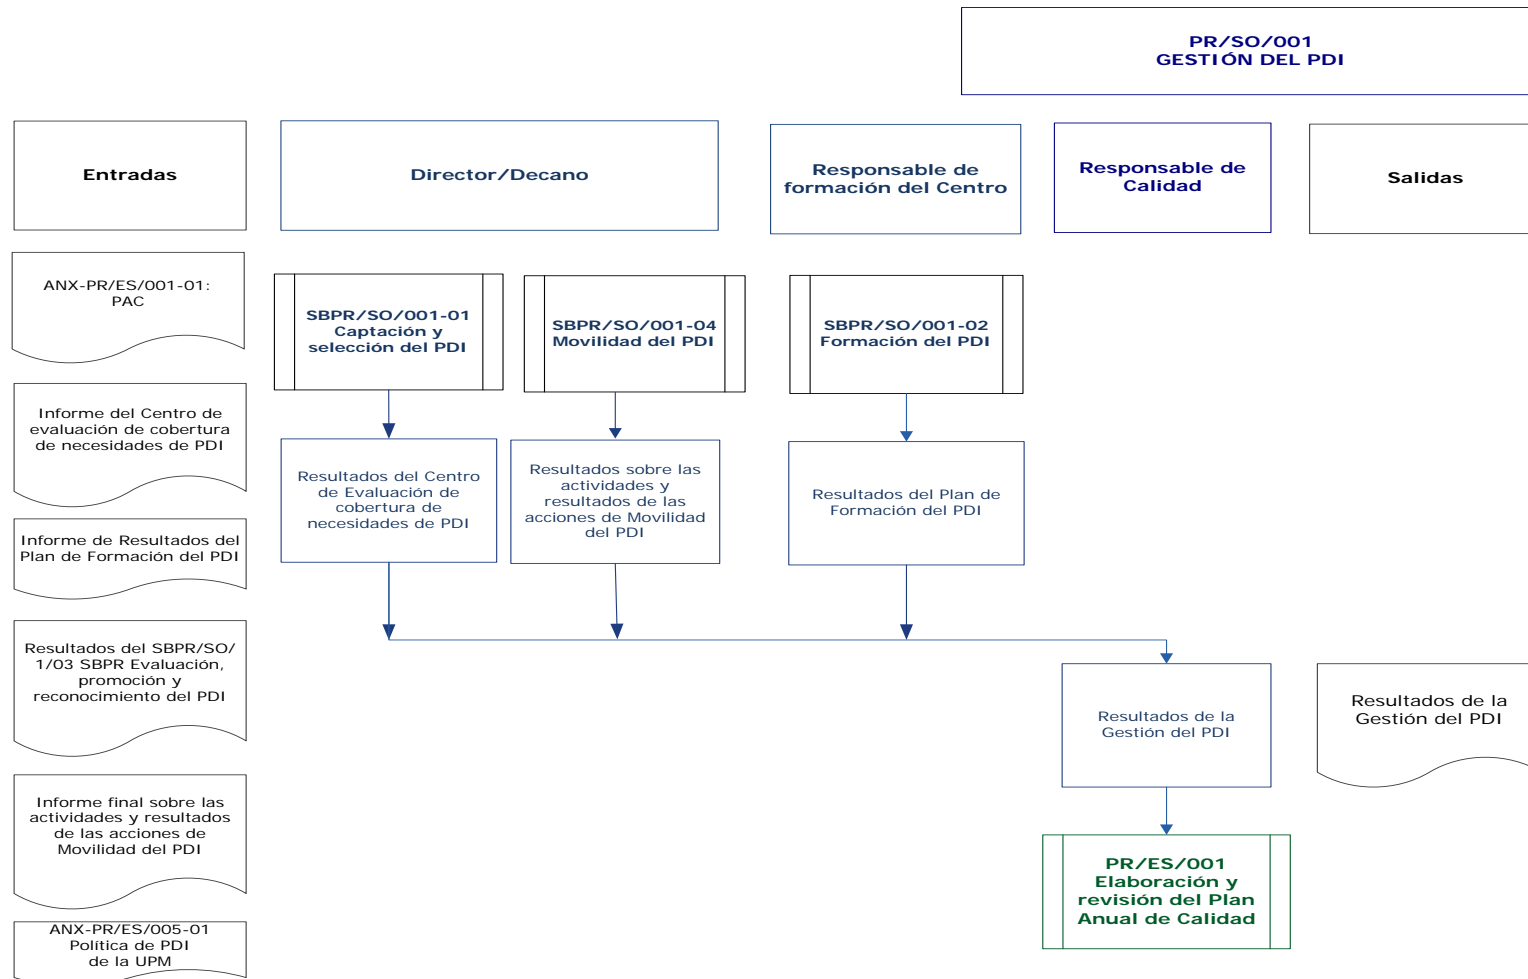 PR/SO/001
GESTIÓN DEL PDI
Entradas
Director/Decano
Responsable de
formación del Centro
Responsable de
Calidad
Salidas
ANX-PR/ES/001-01:
PAC
Informe del Centro de
evaluación de cobertura
de necesidades de PDI
Informe de Resultados del
Plan de Formación del PDI
Resultados del SBPR/SO/
1/03 SBPR Evaluación,
promoción y
reconocimiento del PDI
Informe final sobre las
actividades y resultados
de las acciones de
Movilidad del PDI
ANX-PR/ES/005-01
Política de PDI
de la UPM
SBPR/SO/001-01
Captación y
selección del PDI
SBPR/SO/001-04
Movilidad del PDI
SBPR/SO/001-02
Formación del PDI
Resultados del Centro
de Evaluación de
cobertura de
necesidades de PDI
Resultados sobre las
actividades y
resultados de las
acciones de Movilidad
del PDI
Resultados del Plan de
Formación del PDI
Resultados de la
Gestión del PDI
Resultados de la
Gestión del PDI
PR/ES/001
Elaboración y
revisión del Plan
Anual de Calidad